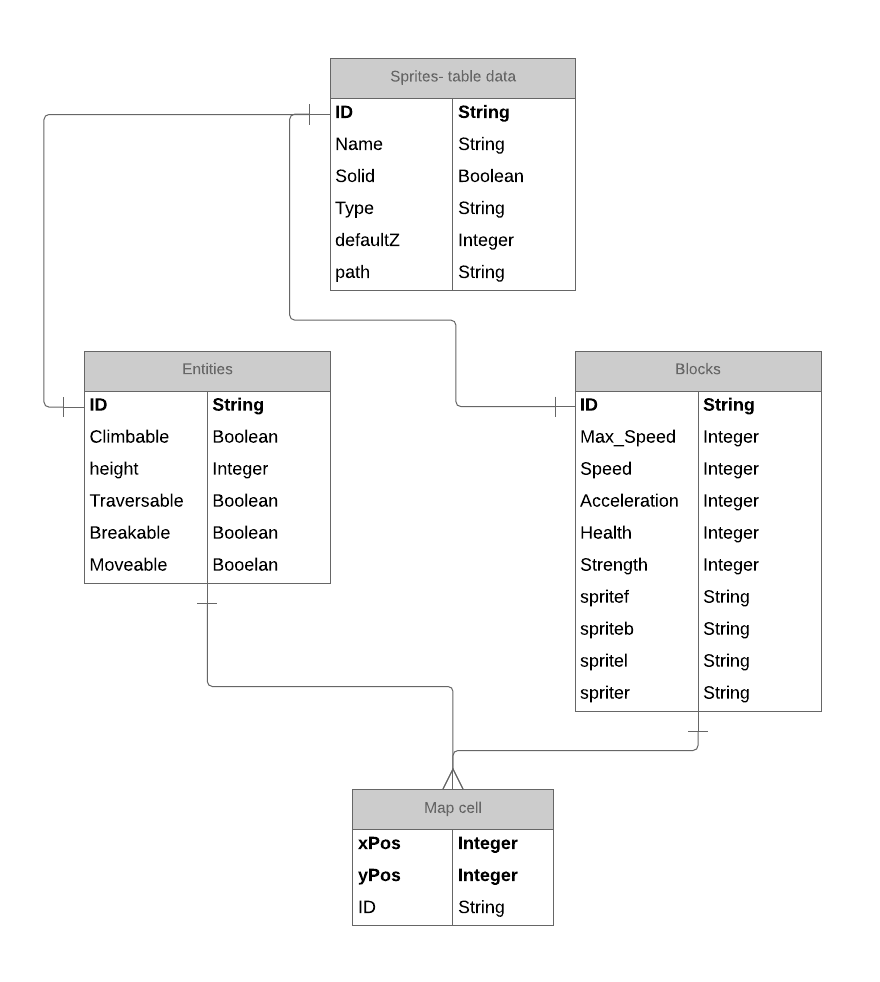 Sprites- table data
ID String
Name String
Solid Boolean
Type String
defaultZ Integer
path String
Entities
ID String
Climbable Boolean
height Integer
Traversable Boolean
Breakable Boolean
Moveable Booelan
Blocks
ID String
Max_Speed Integer
Speed Integer
Acceleration Integer
Health Integer
Strength Integer
spritef String
spriteb String
spritel String
spriter String
Map cell
xPos Integer
yPos Integer
ID String